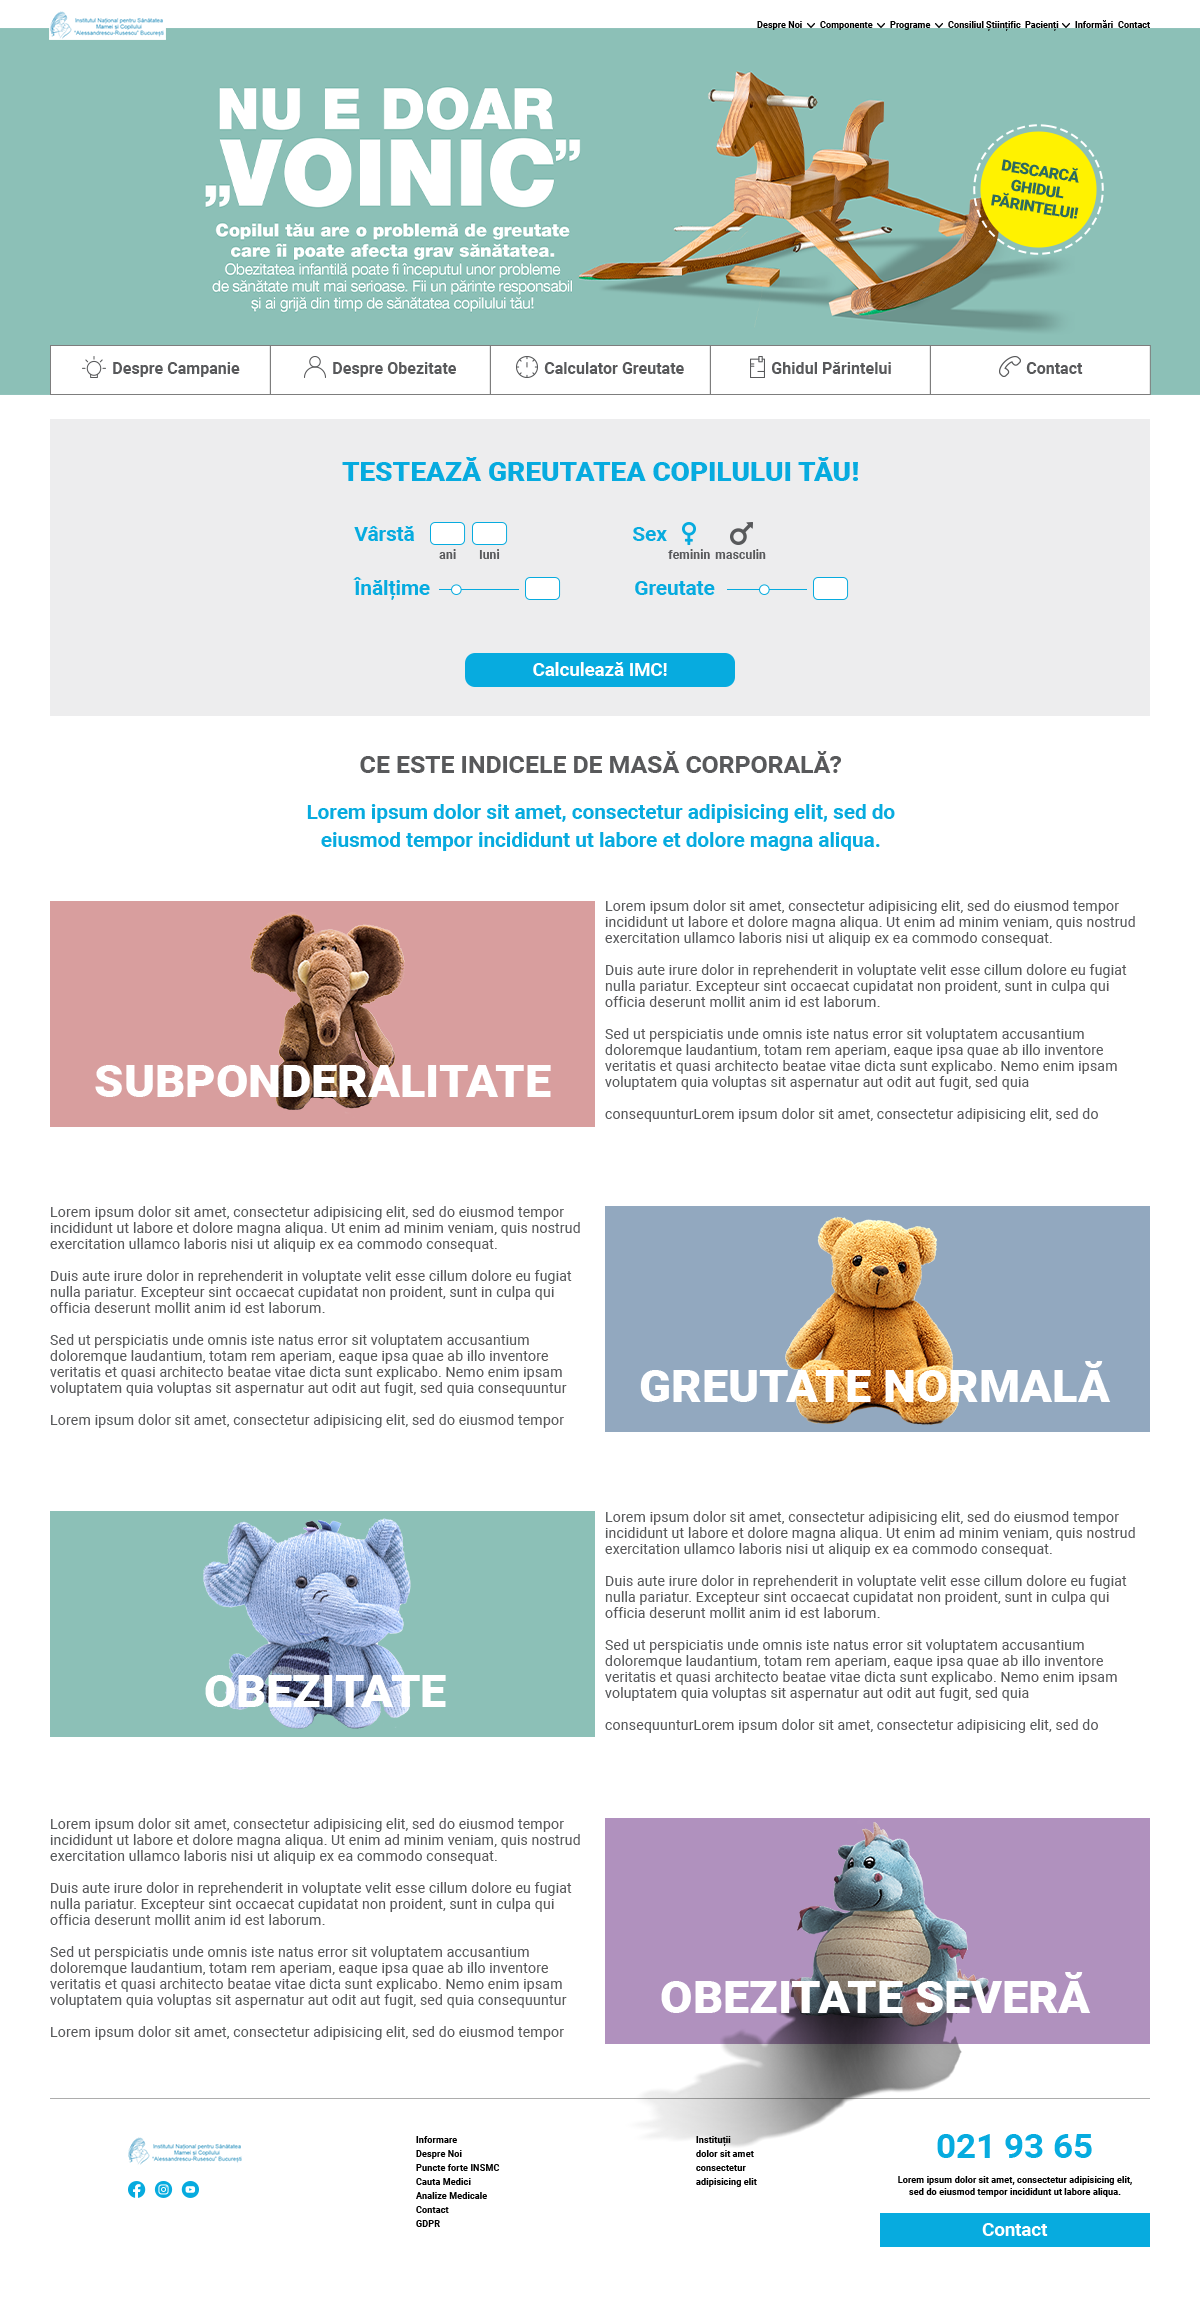 Institutul Național pentru Sănătatea
Mamei și Copilului
"Alessandrescu-Rusescu" București
Despre Noi Componente Programe Consiliul Științific Pacienți Informări Contact
NU E DOAR
„VOINIC”
Copilul tău are o problemă de greutate
care îi poate afecta grav sănătatea.
Obezitatea infantilă poate fi începutul unor probleme
de sănătate mult mai serioase. Fii un părinte responsabil
și ai grijă din timp de sănătatea copilului tău!
DESCARCĂ
GHIDUL
PĂRINTELUI!
Despre Campanie Despre Obezitate Calculator Greutate Ghidul Părintelui Contact
TESTEAZĂ GREUTATEA COPILULUI TĂU!
Vârstă Sex
ani luni feminin masculin
Înălțime Greutate
Calculează IMC!
CE ESTE INDICELE DE MASĂ CORPORALĂ?
Lorem ipsum dolor sit amet, consectetur adipisicing elit, sed do
eiusmod tempor incididunt ut labore et dolore magna aliqua.
SUBPONDERALITATE
Lorem ipsum dolor sit amet, consectetur adipisicing elit, sed do eiusmod tempor
incididunt ut labore et dolore magna aliqua. Ut enim ad minim veniam, quis nostrud
exercitation ullamco laboris nisi ut aliquip ex ea commodo consequat.
Duis aute irure dolor in reprehenderit in voluptate velit esse cillum dolore eu fugiat
nulla pariatur. Excepteur sint occaecat cupidatat non proident, sunt in culpa qui
officia deserunt mollit anim id est laborum.
Sed ut perspiciatis unde omnis iste natus error sit voluptatem accusantium
doloremque laudantium, totam rem aperiam, eaque ipsa quae ab illo inventore
veritatis et quasi architecto beatae vitae dicta sunt explicabo. Nemo enim ipsam
voluptatem quia voluptas sit aspernatur aut odit aut fugit, sed quia
consequunturLorem ipsum dolor sit amet, consectetur adipisicing elit, sed do
Lorem ipsum dolor sit amet, consectetur adipisicing elit, sed do eiusmod tempor
incididunt ut labore et dolore magna aliqua. Ut enim ad minim veniam, quis nostrud
exercitation ullamco laboris nisi ut aliquip ex ea commodo consequat.
Duis aute irure dolor in reprehenderit in voluptate velit esse cillum dolore eu fugiat
nulla pariatur. Excepteur sint occaecat cupidatat non proident, sunt in culpa qui
officia deserunt mollit anim id est laborum.
Sed ut perspiciatis unde omnis iste natus error sit voluptatem accusantium
doloremque laudantium, totam rem aperiam, eaque ipsa quae ab illo inventore
veritatis et quasi architecto beatae vitae dicta sunt explicabo. Nemo enim ipsam
voluptatem quia voluptas sit aspernatur aut odit aut fugit, sed quia consequuntur
Lorem ipsum dolor sit amet, consectetur adipisicing elit, sed do eiusmod tempor
GREUTATE NORMALĂ
OBEZITATE
Lorem ipsum dolor sit amet, consectetur adipisicing elit, sed do eiusmod tempor
incididunt ut labore et dolore magna aliqua. Ut enim ad minim veniam, quis nostrud
exercitation ullamco laboris nisi ut aliquip ex ea commodo consequat.
Duis aute irure dolor in reprehenderit in voluptate velit esse cillum dolore eu fugiat
nulla pariatur. Excepteur sint occaecat cupidatat non proident, sunt in culpa qui
officia deserunt mollit anim id est laborum.
Sed ut perspiciatis unde omnis iste natus error sit voluptatem accusantium
doloremque laudantium, totam rem aperiam, eaque ipsa quae ab illo inventore
veritatis et quasi architecto beatae vitae dicta sunt explicabo. Nemo enim ipsam
voluptatem quia voluptas sit aspernatur aut odit aut fugit, sed quia
consequunturLorem ipsum dolor sit amet, consectetur adipisicing elit, sed do
Lorem ipsum dolor sit amet, consectetur adipisicing elit, sed do eiusmod tempor
incididunt ut labore et dolore magna aliqua. Ut enim ad minim veniam, quis nostrud
exercitation ullamco laboris nisi ut aliquip ex ea commodo consequat.
Duis aute irure dolor in reprehenderit in voluptate velit esse cillum dolore eu fugiat
nulla pariatur. Excepteur sint occaecat cupidatat non proident, sunt in culpa qui
officia deserunt mollit anim id est laborum.
Sed ut perspiciatis unde omnis iste natus error sit voluptatem accusantium
doloremque laudantium, totam rem aperiam, eaque ipsa quae ab illo inventore
veritatis et quasi architecto beatae vitae dicta sunt explicabo. Nemo enim ipsam
voluptatem quia voluptas sit aspernatur aut odit aut fugit, sed quia consequuntur
Lorem ipsum dolor sit amet, consectetur adipisicing elit, sed do eiusmod tempor
OBEZITATE SEVERĂ
Institutul Național pentru Sănătatea
Mamei și Copilului
"Alessandrescu-Rusescu" București
Informare
Despre Noi
Puncte forte INSMC
Cauta Medici
Analize Medicale
Contact
GDPR
Instituții
dolor sit amet
consectetur
adipisicing elit
021 93 65
Lorem ipsum dolor sit amet, consectetur adipisicing elit,
sed do eiusmod tempor incididunt ut labore aliqua.
Contact